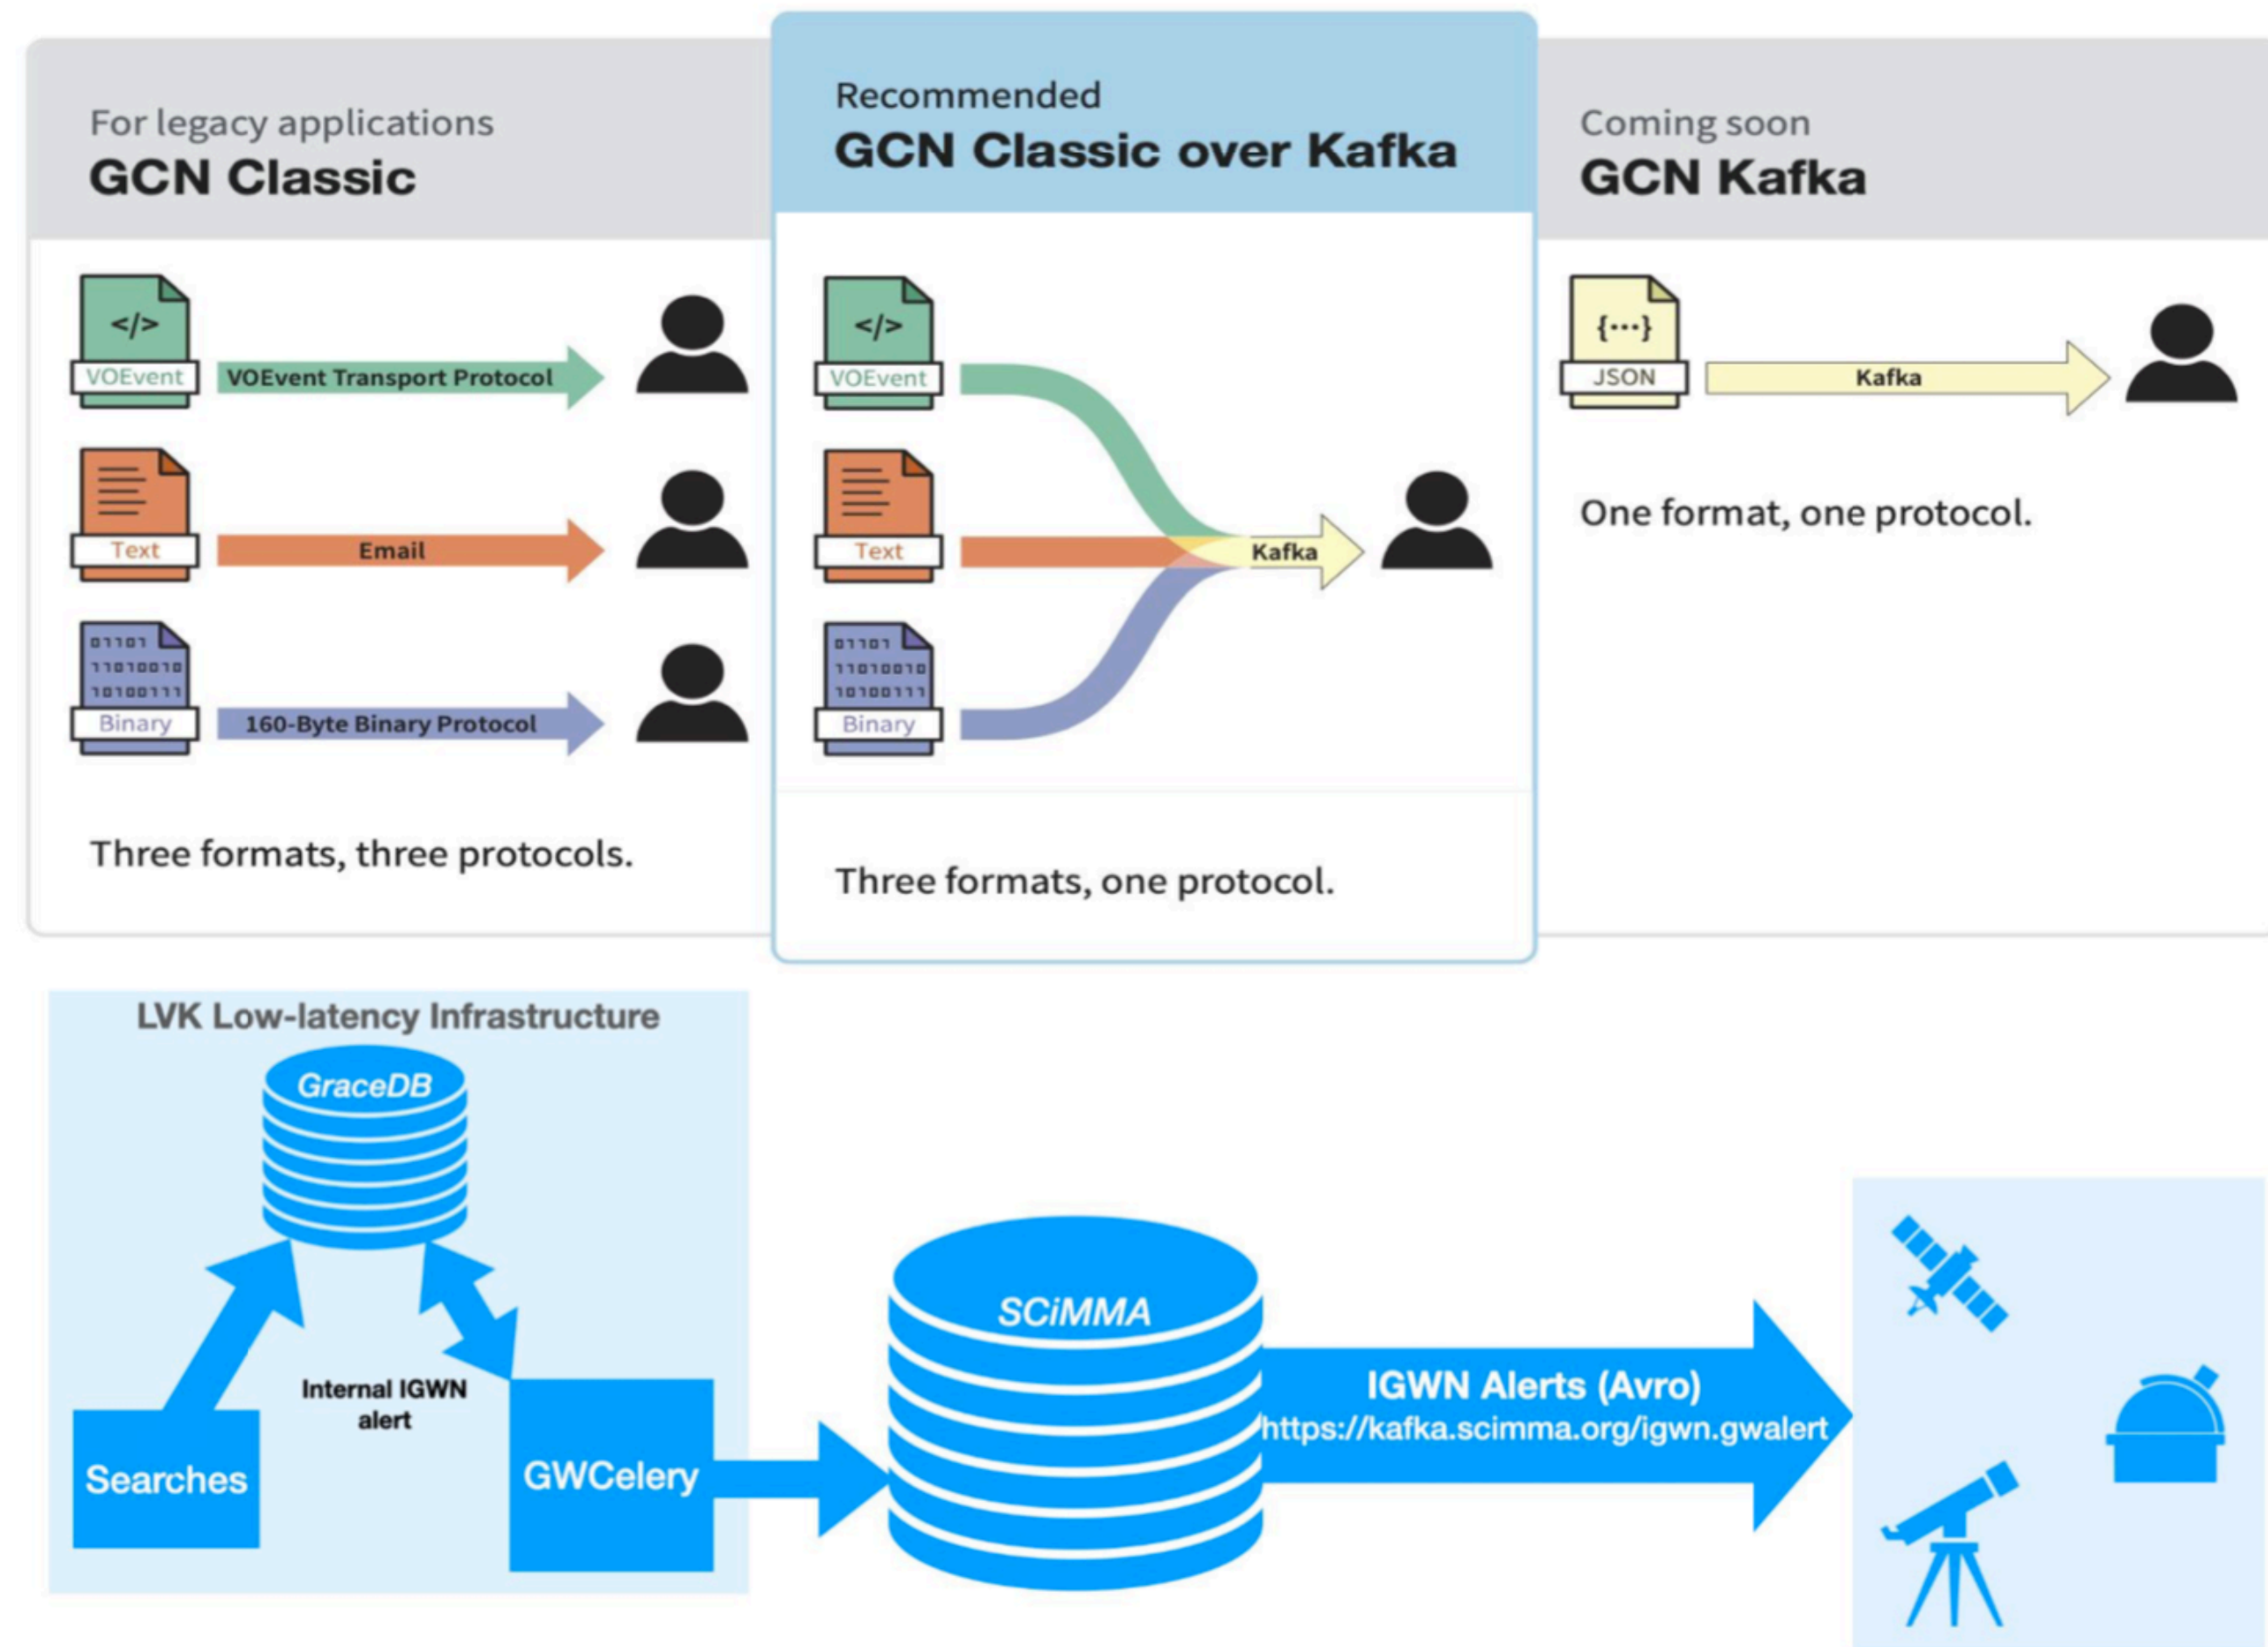 For legacy applications
GCN Classic
</>
VOEvent
VOEvent Transport Protocol
Text
Email
01101
11010010
10100111
Binary
160-Byte Binary Protocol
Three formats, three protocols.
Recommended
GCN Classic over Kafka
</>
VOEvent
Text
Kafka
01101
11010010
10100111
Binary
Three formats, one protocol.
Coming soon
GCN Kafka
{···}
JSON
Kafka
One format, one protocol.
LVK Low-latency Infrastructure
GraceDB
Internal IGWN
alert
Searches
GWCelery
SCiMMA
IGWN Alerts (Avro)
https://kafka.scimma.org/igwn.gwalert